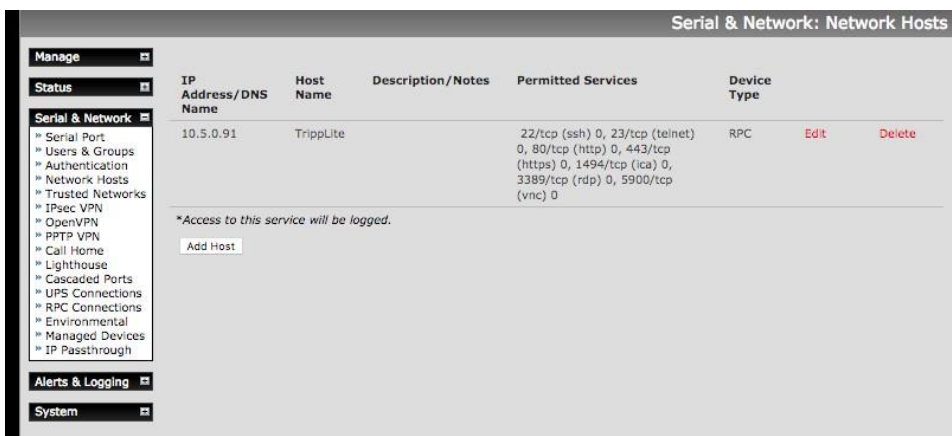 Serial & Network: Network Hosts
Manage
Status
Serial & Network
» Serial Port
» Users & Groups
» Authentication
» Network Hosts
» Trusted Networks
» IPsec VPN
» OpenVPN
» PPTP VPN
» Call Home
» Lighthouse
» Cascaded Ports
» UPS Connections
» RPC Connections
» Environmental
» Managed Devices
» IP Passthrough
Alerts & Logging
System
IP
Address/DNS
Name
Host
Name
Description/Notes
Permitted Services
Device
Type
10.5.0.91
TrippLite
22/tcp (ssh) 0, 23/tcp (telnet)
0, 80/tcp (http) 0, 443/tcp
(https) 0, 1494/tcp (ica) 0,
3389/tcp (rdp) 0, 5900/tcp
(vnc) 0
RPC
Edit
Delete
*Access to this service will be logged.
Add Host